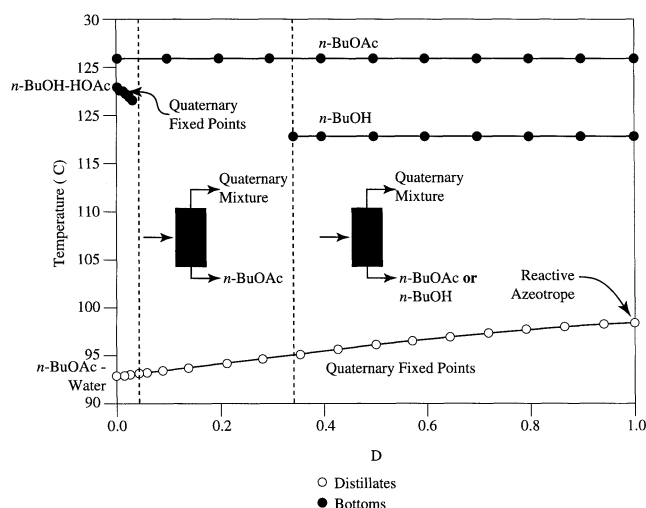 30
125
n-BuOH-HOAc
125
115
110
105
100
95
n-BuOAc -
Water
90
Temperature ( C)
n-BuOAc
Quaternary
Fixed Points
n-BuOH
Quaternary
Mixture
n-BuOAc
Quaternary
Mixture
n-BuOAc or
n-BuOH
Reactive
Azeotrope
Quaternary Fixed Points
0.0
0.2
0.4
0.6
0.8
1.0
D
Distillates
Bottoms